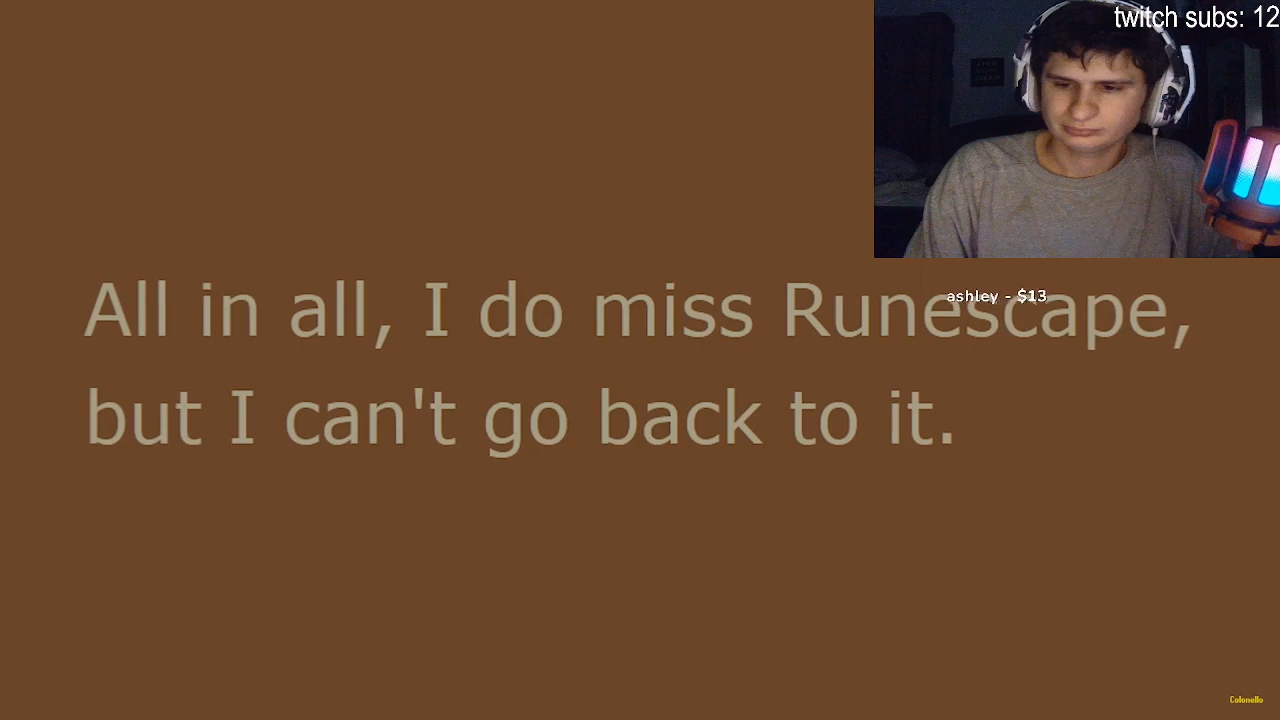 twitch subs: 12
ashley - $13
All in all, I do miss Runescape,
but I can't go back to it.
Colonello